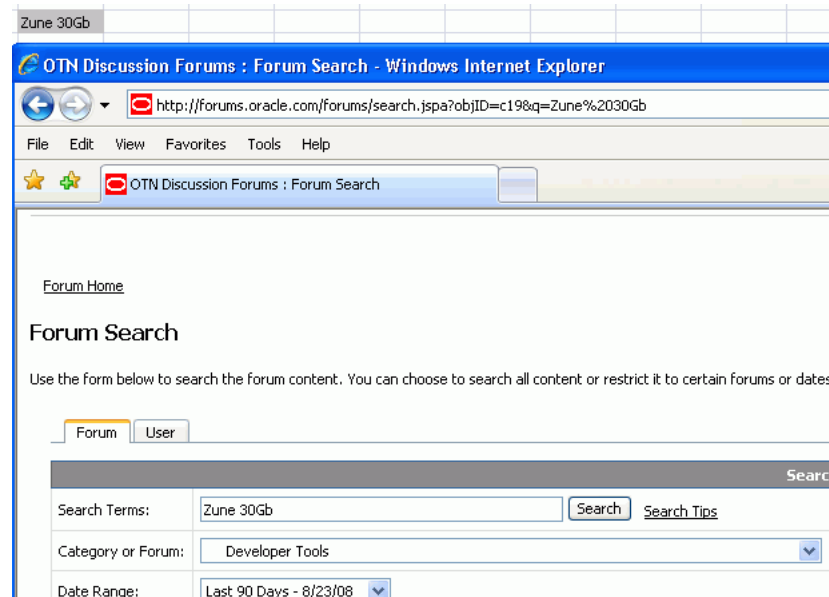 Zune 30Gb
OTN Discussion Forums : Forum Search - Windows Internet Explorer
http://forums.oracle.com/forums/search.jspa?objID=c19&q=Zune%2030Gb
File Edit View Favorites Tools Help
OTN Discussion Forums : Forum Search
Forum Home
Forum Search
Use the form below to search the forum content. You can choose to search all content or restrict it to certain forums or dates
Forum User
Searc
Search Terms: Zune 30Gb Search Search Tips
Category or Forum: Developer Tools
Date Range: Last 90 Days - 8/23/08